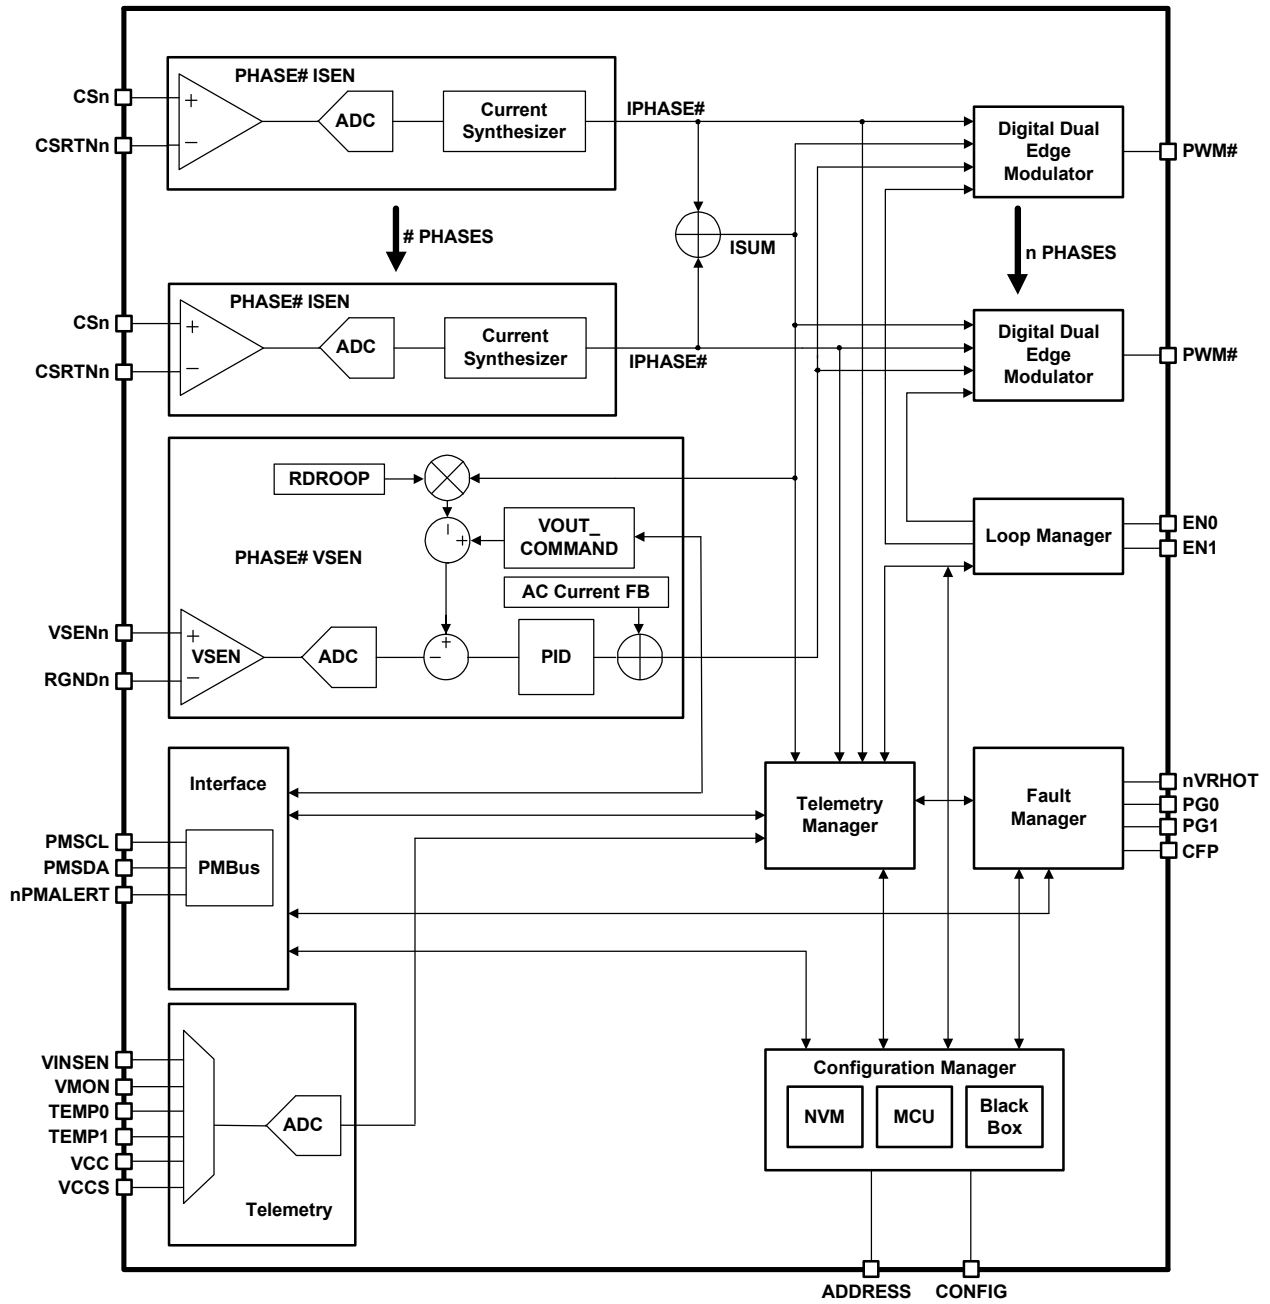 PHASE# ISEN
CSn
CSRTNn
+
−
ADC
Current
Synthesizer
IPHASE#
Digital Dual
Edge
Modulator
PWM#
# PHASES
ISUM
n PHASES
PHASE# ISEN
CSn
CSRTNn
+
−
ADC
Current
Synthesizer
IPHASE#
Digital Dual
Edge
Modulator
PWM#
RDROOP
−
+
VOUT_
COMMAND
PHASE# VSEN
AC Current FB
Loop Manager
EN0
EN1
VSENn
RGNDn
+
VSEN
−
ADC
+
−
PID
Interface
PMSCL
PMSDA
nPMALERT
PMBus
Telemetry
Manager
Fault
Manager
nVRHOT
PG0
PG1
CFP
VINSEN
VMON
TEMP0
TEMP1
VCC
VCCS
ADC
Telemetry
Configuration Manager
NVM
MCU
Black
Box
ADDRESS
CONFIG